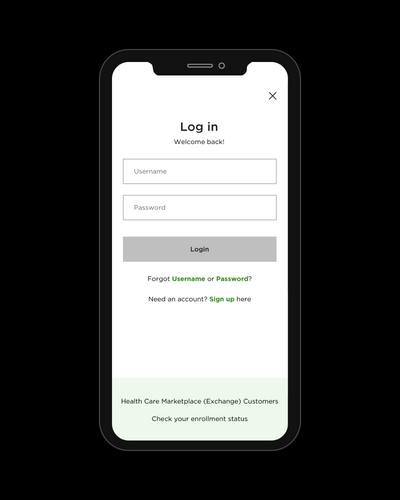 Log in
Welcome back!
Username
Password
Login
Forgot Username or Password?
Need an account? Sign up here
Health Care Marketplace (Exchange) Customers
Check your enrollment status